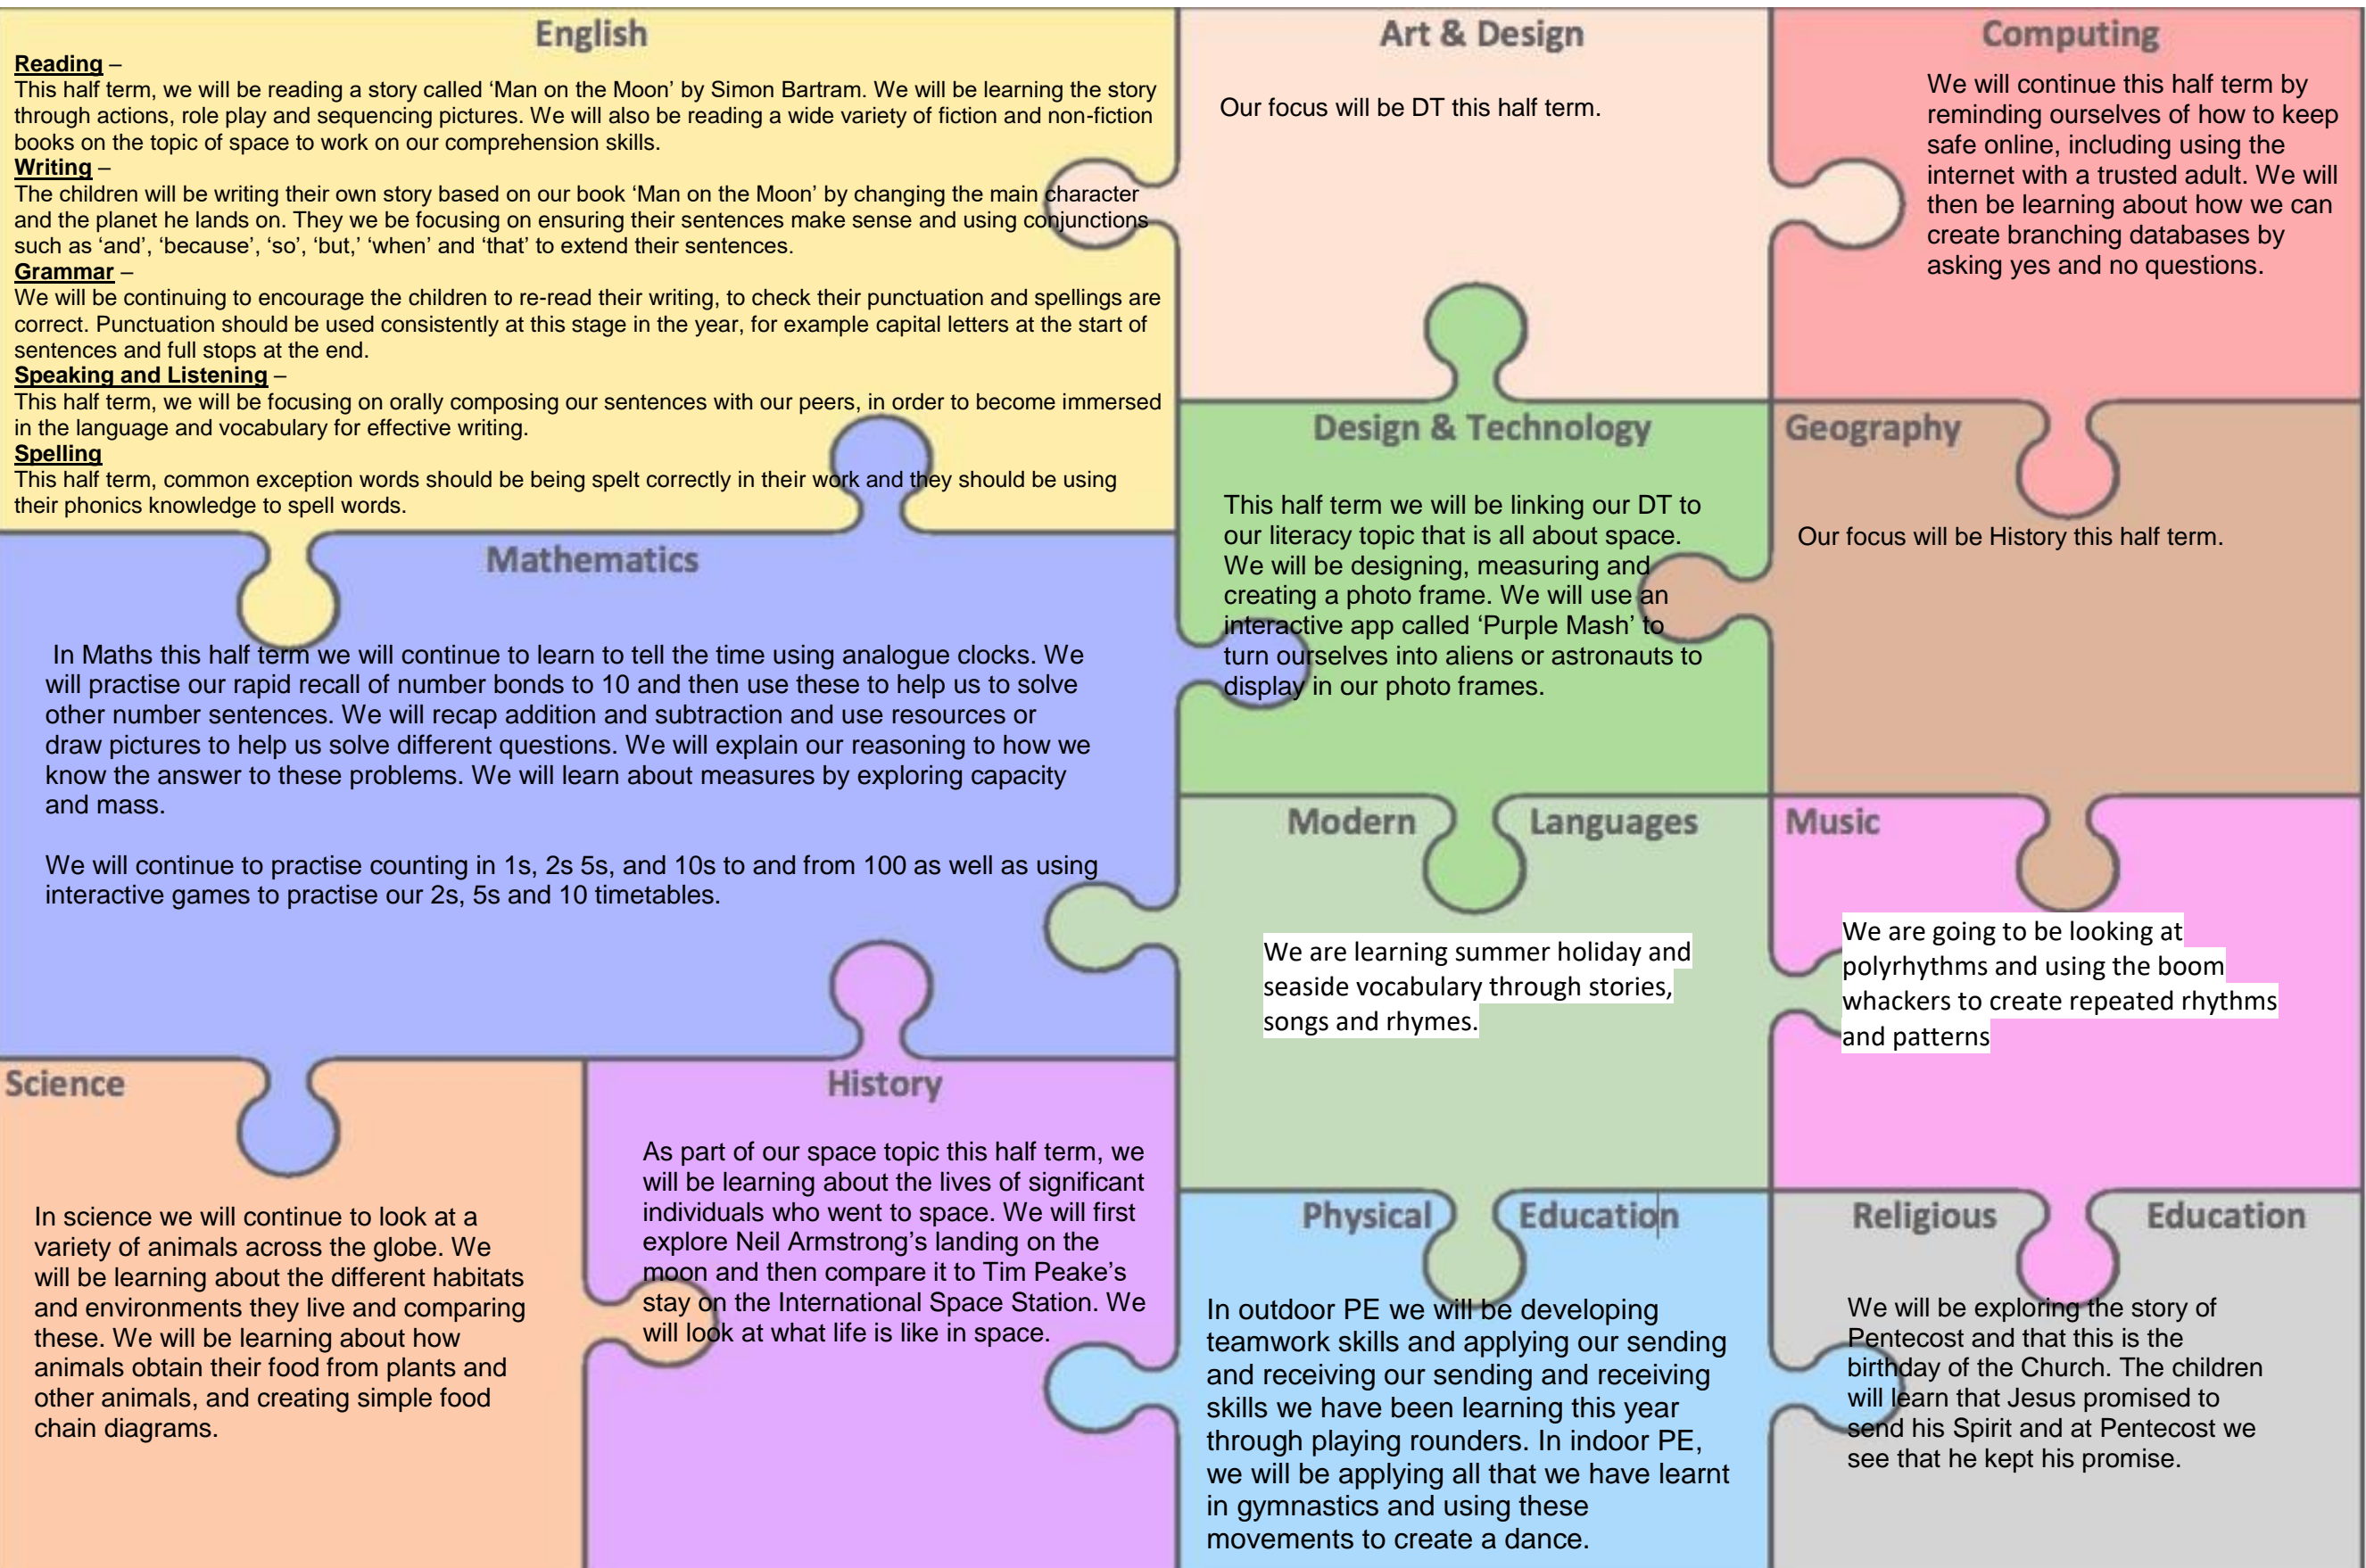 English
Reading –
This half term, we will be reading a story called ‘Man on the Moon’ by Simon Bartram. We will be learning the story
through actions, role play and sequencing pictures. We will also be reading a wide variety of fiction and non-fiction
books on the topic of space to work on our comprehension skills.
Writing –
The children will be writing their own story based on our book ‘Man on the Moon’ by changing the main character
and the planet he lands on. They we be focusing on ensuring their sentences make sense and using conjunctions
such as ‘and’, ‘because’, ‘so’, ‘but,’ ‘when’ and ‘that’ to extend their sentences.
Grammar –
We will be continuing to encourage the children to re-read their writing, to check their punctuation and spellings are
correct. Punctuation should be used consistently at this stage in the year, for example capital letters at the start of
sentences and full stops at the end.
Speaking and Listening –
This half term, we will be focusing on orally composing our sentences with our peers, in order to become immersed
in the language and vocabulary for effective writing.
Spelling
This half term, common exception words should be being spelt correctly in their work and they should be using
their phonics knowledge to spell words.
Art & Design
Our focus will be DT this half term.
Computing
We will continue this half term by
reminding ourselves of how to keep
safe online, including using the
internet with a trusted adult. We will
then be learning about how we can
create branching databases by
asking yes and no questions.
Design & Technology
This half term we will be linking our DT to
our literacy topic that is all about space.
We will be designing, measuring and
creating a photo frame. We will use an
interactive app called ‘Purple Mash’ to
turn ourselves into aliens or astronauts to
display in our photo frames.
Geography
Our focus will be History this half term.
Mathematics
In Maths this half term we will continue to learn to tell the time using analogue clocks. We
will practise our rapid recall of number bonds to 10 and then use these to help us to solve
other number sentences. We will recap addition and subtraction and use resources or
draw pictures to help us solve different questions. We will explain our reasoning to how we
know the answer to these problems. We will learn about measures by exploring capacity
and mass.
We will continue to practise counting in 1s, 2s 5s, and 10s to and from 100 as well as using
interactive games to practise our 2s, 5s and 10 timetables.
Modern Languages
We are learning summer holiday and
seaside vocabulary through stories,
songs and rhymes.
Music
We are going to be looking at
polyrhythms and using the boom
whackers to create repeated rhythms
and patterns
Science
In science we will continue to look at a
variety of animals across the globe. We
will be learning about the different habitats
and environments they live and comparing
these. We will be learning about how
animals obtain their food from plants and
other animals, and creating simple food
chain diagrams.
History
As part of our space topic this half term, we
will be learning about the lives of significant
individuals who went to space. We will first
explore Neil Armstrong’s landing on the
moon and then compare it to Tim Peake’s
stay on the International Space Station. We
will look at what life is like in space.
Physical Education
In outdoor PE we will be developing
teamwork skills and applying our sending
and receiving our sending and receiving
skills we have been learning this year
through playing rounders. In indoor PE,
we will be applying all that we have learnt
in gymnastics and using these
movements to create a dance.
Religious Education
We will be exploring the story of
Pentecost and that this is the
birthday of the Church. The children
will learn that Jesus promised to
send his Spirit and at Pentecost we
see that he kept his promise.